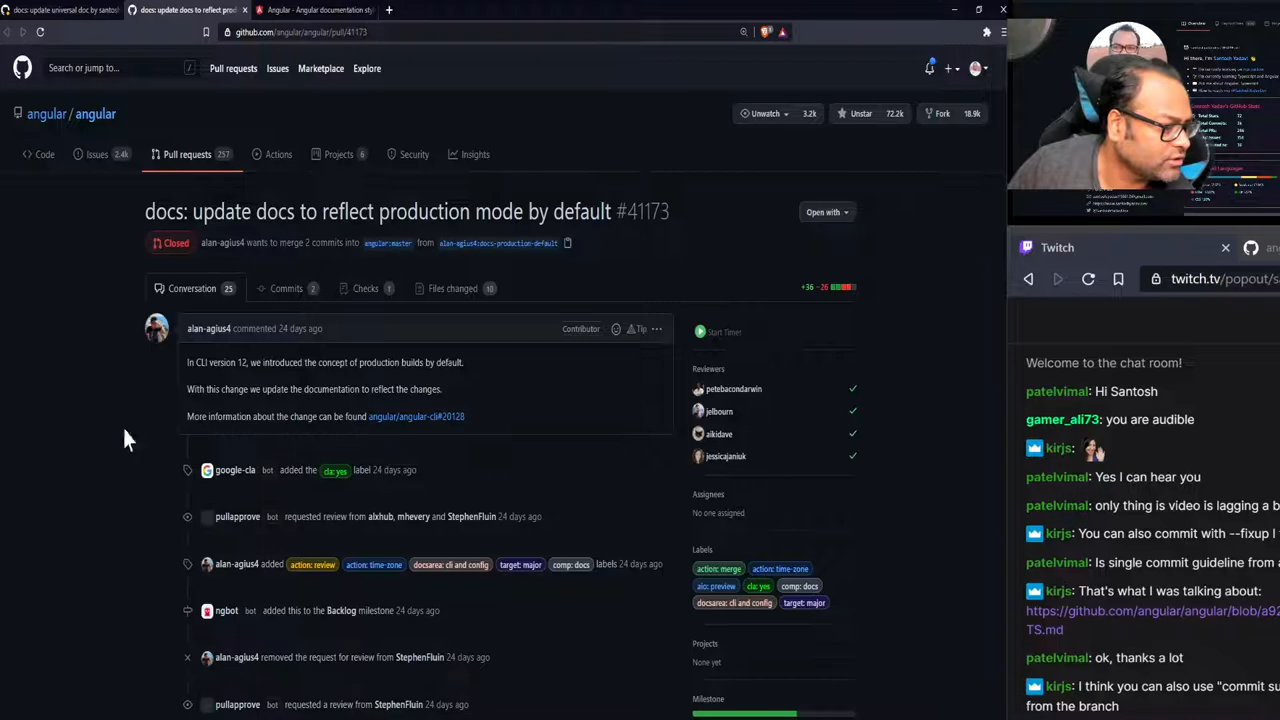 docs: update universal doc by santosh
docs: update docs to reflect prod
Angular - Angular documentation sty
github.com/angular/angular/pull/41173
Search or jump to...
/
Pull requests
Issues
Marketplace
Explore
angular / angular
Unwatch
3.2k
Unstar
72.2k
Fork
18.9k
Code
Issues 2.4k
Pull requests 257
Actions
Projects 6
Security
Insights
docs: update docs to reflect production mode by default #41173
Open with
Closed
alan-agius4 wants to merge 2 commits into angular:master from alan-agius4:docs-production-default
Conversation 25
Commits 2
Checks 1
Files changed 10
+36 −26
alan-agius4 commented 24 days ago
Contributor
Tip
In CLI version 12, we introduced the concept of production builds by default.
With this change we update the documentation to reflect the changes.
More information about the change can be found angular/angular-cli#20128
google-cla bot added the cla: yes label 24 days ago
pullapprove bot requested review from alxhub, mhevery and StephenFluin 24 days ago
alan-agius4 added action: review action: time-zone docsarea: cli and config target: major comp: docs labels 24 days ago
ngbot added this to the Backlog milestone 24 days ago
alan-agius4 removed the request for review from StephenFluin 24 days ago
pullapprove bot requested a review from StephenFluin 24 days ago
Start Timer
Reviewers
petebacondarwin
jelbourn
aikidave
jessicajaniuk
Assignees
No one assigned
Labels
action: merge action: time-zone
aio: preview cla: yes comp: docs
docsarea: cli and config target: major
Projects
None yet
Milestone
Hi there, I'm Santosh Yadav!
Twitch
an
twitch.tv/popout/s
Welcome to the chat room!
patelvimal: Hi Santosh
gamer_ali73: you are audible
kirjs:
patelvimal: Yes I can hear you
patelvimal: only thing is video is lagging a b
kirjs: You can also commit with --fixup I
patelvimal: Is single commit guideline from a
kirjs: That's what I was talking about:
https://github.com/angular/angular/blob/a92
TS.md
patelvimal: ok, thanks a lot
kirjs: I think you can also use "commit su
from the branch